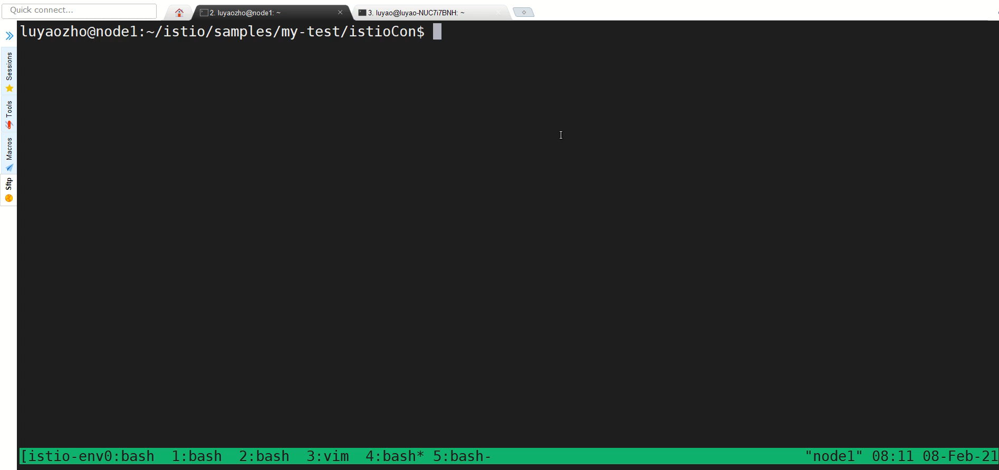 Quick connect...
2. luyaozho@node1: ~
3. luyao@luyao-NUC7i7BNH: ~
luyaozho@node1:~/istio/samples/my-test/istioCon$
Sessions
Tools
Macros
Sftp
[istio-env0:bash  1:bash  2:bash  3:vim  4:bash* 5:bash-
"node1" 08:11 08-Feb-21